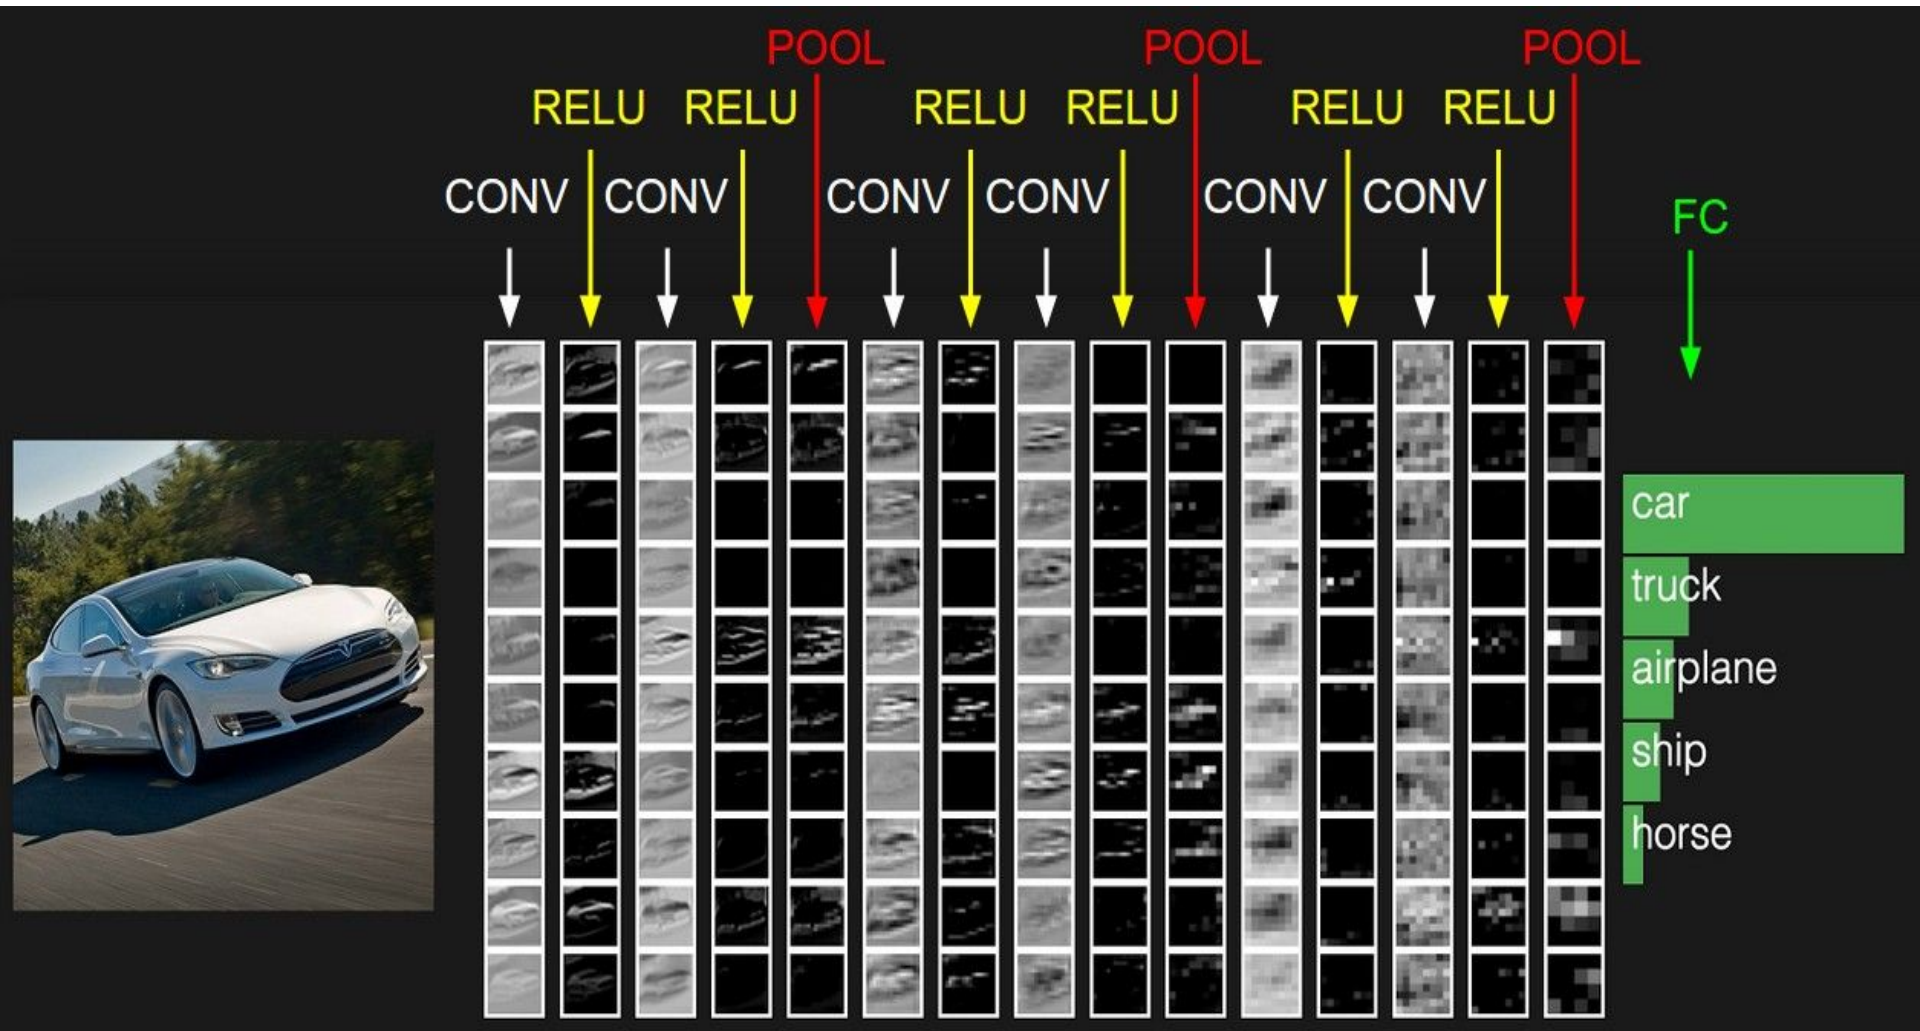 POOL POOL POOL
RELU RELU RELU RELU RELU RELU
CONV CONV CONV CONV CONV CONV
FC
car
truck
airplane
ship
horse